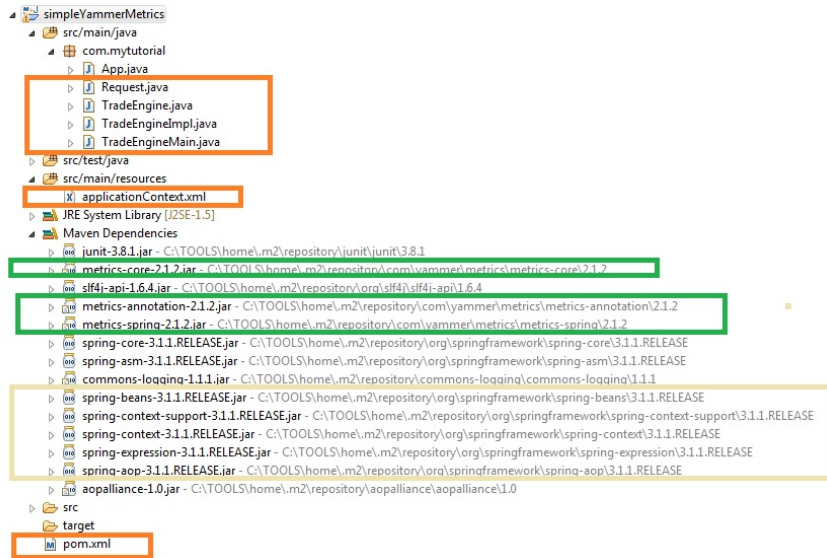 simpleYammerMetrics
src/main/java
com.mytutorial
App.java
Request.java
TradeEngine.java
TradeEngineImpl.java
TradeEngineMain.java
src/test/java
src/main/resources
applicationContext.xml
JRE System Library [J2SE-1.5]
Maven Dependencies
junit-3.8.1.jar - C:\TOOLS\home\.m2\repository\junit\junit\3.8.1
metrics-core-2.1.2.jar - C:\TOOLS\home\.m2\repository\com\yammer\metrics\metrics-core\2.1.2
slf4j-api-1.6.4.jar - C:\TOOLS\home\.m2\repository\org\slf4j\slf4j-api\1.6.4
metrics-annotation-2.1.2.jar - C:\TOOLS\home\.m2\repository\com\yammer\metrics\metrics-annotation\2.1.2
metrics-spring-2.1.2.jar - C:\TOOLS\home\.m2\repository\com\yammer\metrics\metrics-spring\2.1.2
spring-core-3.1.1.RELEASE.jar - C:\TOOLS\home\.m2\repository\org\springframework\spring-core\3.1.1.RELEASE
spring-asm-3.1.1.RELEASE.jar - C:\TOOLS\home\.m2\repository\org\springframework\spring-asm\3.1.1.RELEASE
commons-logging-1.1.1.jar - C:\TOOLS\home\.m2\repository\commons-logging\commons-logging\1.1.1
spring-beans-3.1.1.RELEASE.jar - C:\TOOLS\home\.m2\repository\org\springframework\spring-beans\3.1.1.RELEASE
spring-context-support-3.1.1.RELEASE.jar - C:\TOOLS\home\.m2\repository\org\springframework\spring-context-support\3.1.1.RELEASE
spring-context-3.1.1.RELEASE.jar - C:\TOOLS\home\.m2\repository\org\springframework\spring-context\3.1.1.RELEASE
spring-expression-3.1.1.RELEASE.jar - C:\TOOLS\home\.m2\repository\org\springframework\spring-expression\3.1.1.RELEASE
spring-aop-3.1.1.RELEASE.jar - C:\TOOLS\home\.m2\repository\org\springframework\spring-aop\3.1.1.RELEASE
aopalliance-1.0.jar - C:\TOOLS\home\.m2\repository\aopalliance\aopalliance\1.0
src
target
pom.xml